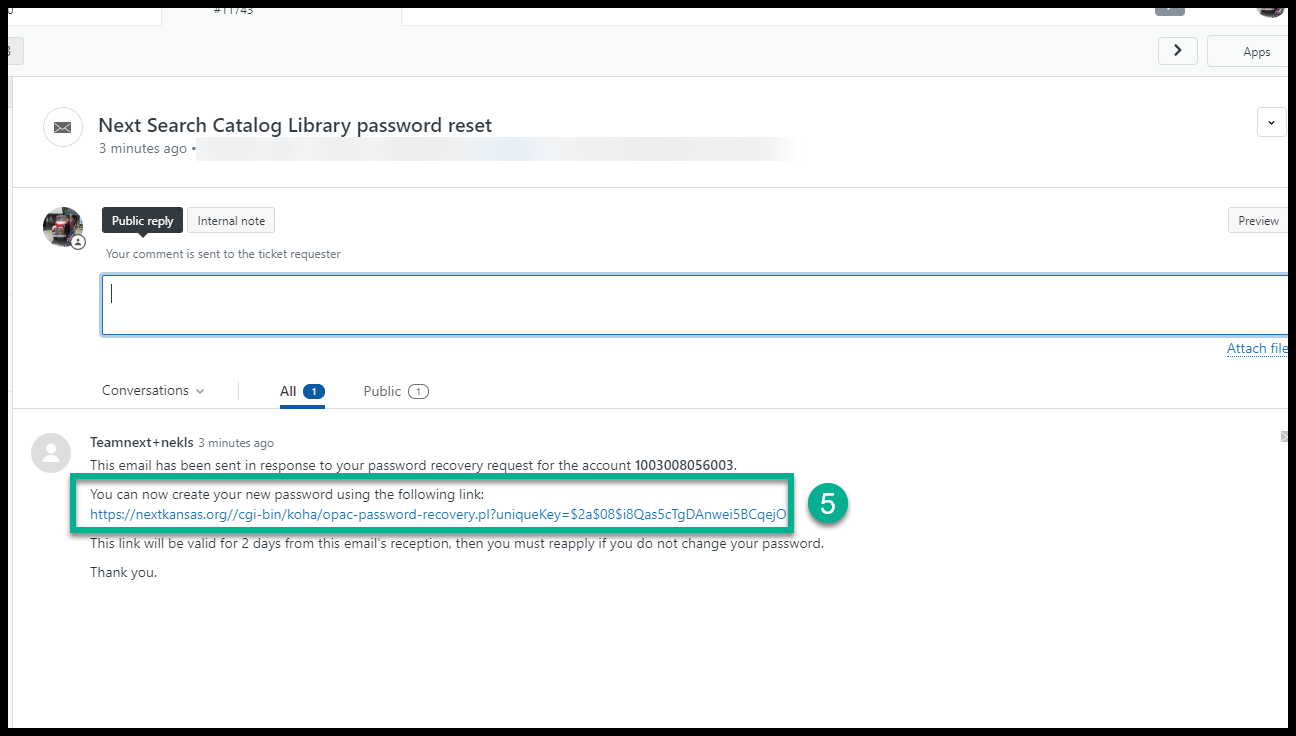 #11743
Apps
Next Search Catalog Library password reset
3 minutes ago •
Public reply
Internal note
Preview
Your comment is sent to the ticket requester
Attach file
Conversations
All 1
Public 1
Teamnext+nekls 3 minutes ago
This email has been sent in response to your password recovery request for the account 1003008056003.
You can now create your new password using the following link:
https://nextkansas.org//cgi-bin/koha/opac-password-recovery.pl?uniqueKey=$2a$08$i8Qas5cTgDAnwei5BCqejO
5
This link will be valid for 2 days from this email's reception, then you must reapply if you do not change your password.
Thank you.